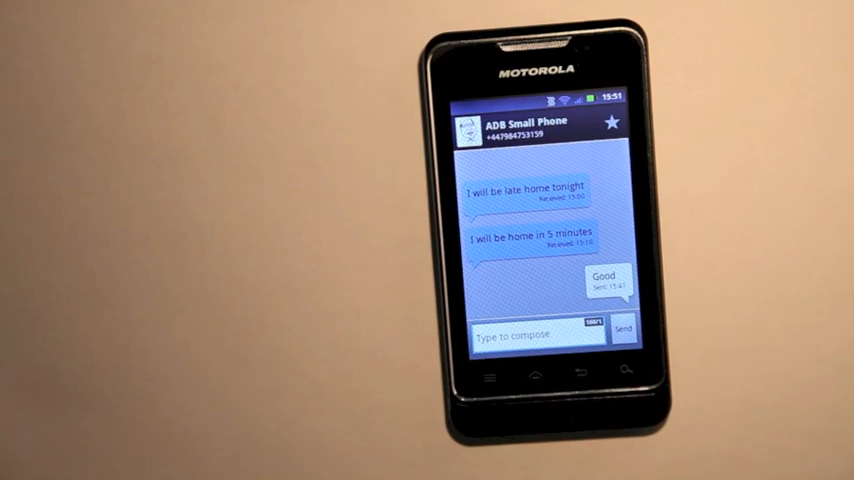 MOTOROLA
15:51
ADB Small Phone
+447984753159
I will be late home tonight
Received: 15:00
I will be home in 5 minutes
Received: 15:10
Good
Sent: 15:47
160/1
Type to compose
Send